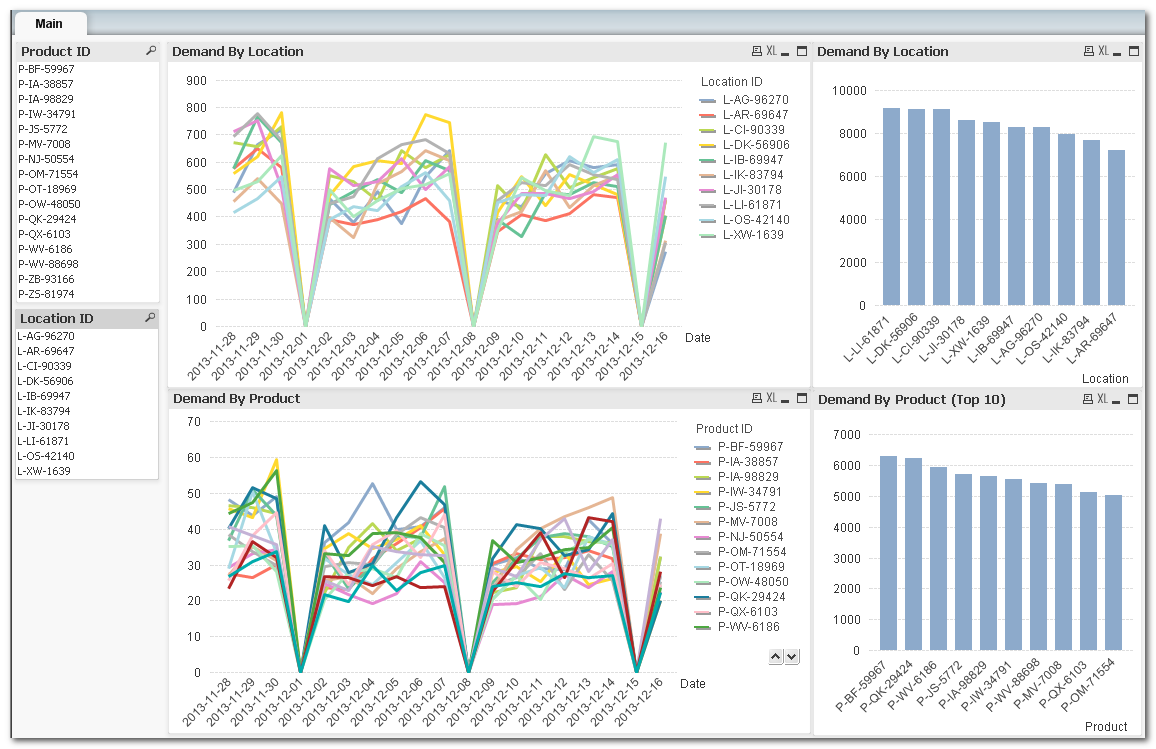 Main
Product ID
P-BF-59967
P-IA-38857
P-IA-98829
P-IW-34791
P-JS-5772
P-MV-7008
P-NJ-50554
P-OM-71554
P-OT-18969
P-OW-48050
P-QK-29424
P-QX-6103
P-WV-6186
P-WV-88698
P-ZB-93166
P-ZS-81974
Location ID
L-AG-96270
L-AR-69647
L-CI-90339
L-DK-56906
L-IB-69947
L-IK-83794
L-JI-30178
L-LI-61871
L-OS-42140
L-XW-1639
Demand By Location
XL
900
800
700
600
500
400
300
200
100
0
2013-11-28
2013-11-29
2013-11-30
2013-12-01
2013-12-02
2013-12-03
2013-12-04
2013-12-05
2013-12-06
2013-12-07
2013-12-08
2013-12-09
2013-12-10
2013-12-11
2013-12-12
2013-12-13
2013-12-14
2013-12-15
2013-12-16
Date
Location ID
L-AG-96270
L-AR-69647
L-CI-90339
L-DK-56906
L-IB-69947
L-IK-83794
L-JI-30178
L-LI-61871
L-OS-42140
L-XW-1639
Demand By Location
XL
10000
8000
6000
4000
2000
0
L-LI-61871
L-DK-56906
L-CI-90339
L-JI-30178
L-XW-1639
L-IB-69947
L-AG-96270
L-OS-42140
L-IK-83794
L-AR-69647
Location
Demand By Product
XL
70
60
50
40
30
20
10
0
2013-11-28
2013-11-29
2013-11-30
2013-12-01
2013-12-02
2013-12-03
2013-12-04
2013-12-05
2013-12-06
2013-12-07
2013-12-08
2013-12-09
2013-12-10
2013-12-11
2013-12-12
2013-12-13
2013-12-14
2013-12-15
2013-12-16
Date
Product ID
P-BF-59967
P-IA-38857
P-IA-98829
P-IW-34791
P-JS-5772
P-MV-7008
P-NJ-50554
P-OM-71554
P-OT-18969
P-OW-48050
P-QK-29424
P-QX-6103
P-WV-6186
Demand By Product (Top 10)
XL
7000
6000
5000
4000
3000
2000
1000
0
P-BF-59967
P-QK-29424
P-WV-6186
P-JS-5772
P-IA-98829
P-IW-34791
P-WV-88698
P-MV-7008
P-QX-6103
P-OM-71554
Product